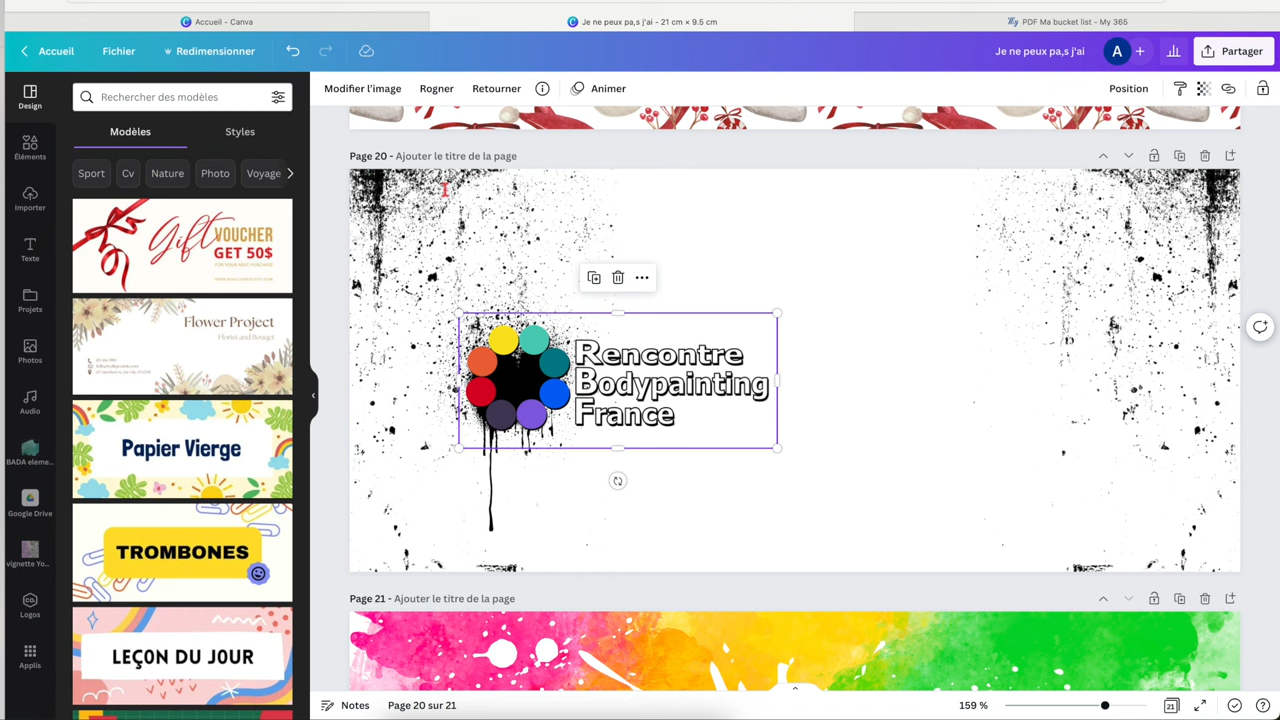 Accueil - Canva
Je ne peux pa,s j'ai - 21 cm × 9.5 cm
PDF Ma bucket list - My 365
Accueil
Fichier
Redimensionner
Je ne peux pa,s j'ai
A
Partager
Design
Rechercher des modèles
Modifier l'image
Rogner
Retourner
Animer
Position
Modèles
Styles
Éléments
Sport
Cv
Nature
Photo
Voyage
Page 20 - Ajouter le titre de la page
Importer
Gift VOUCHER
GET 50$
Texte
Flower Project
Florist and Bouqet
Projets
Photos
Rencontre
Bodypainting
France
Audio
Papier Vierge
BADA eleme...
Google Drive
TROMBONES
vignette Yo...
Logos
LEÇON DU JOUR
Applis
Page 21 - Ajouter le titre de la page
Notes
Page 20 sur 21
159 %
21